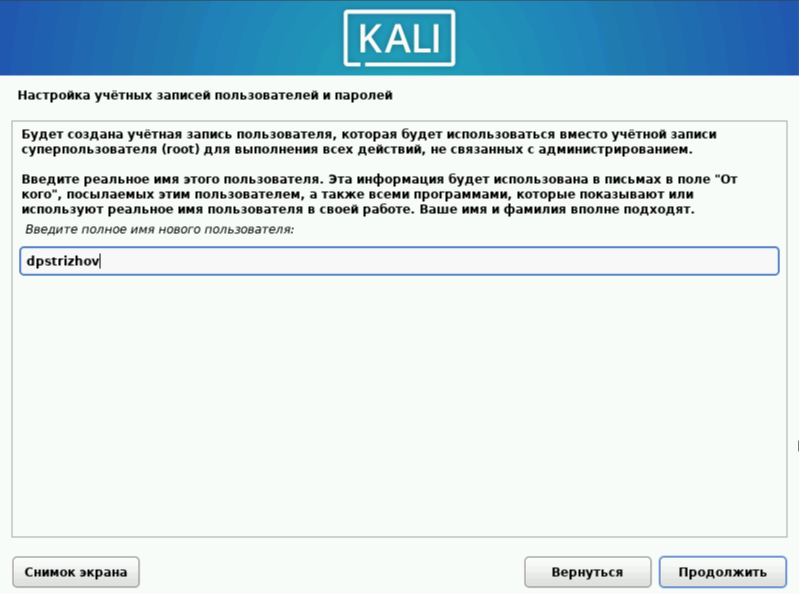 KALI
Настройка учётных записей пользователей и паролей
Будет создана учётная запись пользователя, которая будет использоваться вместо учётной записи
суперпользователя (root) для выполнения всех действий, не связанных с администрированием.
Введите реальное имя этого пользователя. Эта информация будет использована в письмах в поле "От
кого", посылаемых этим пользователем, а также всеми программами, которые показывают или
используют реальное имя пользователя в своей работе. Ваше имя и фамилия вполне подходят.
Введите полное имя нового пользователя:
dpstrizhov
Снимок экрана
Вернуться
Продолжить